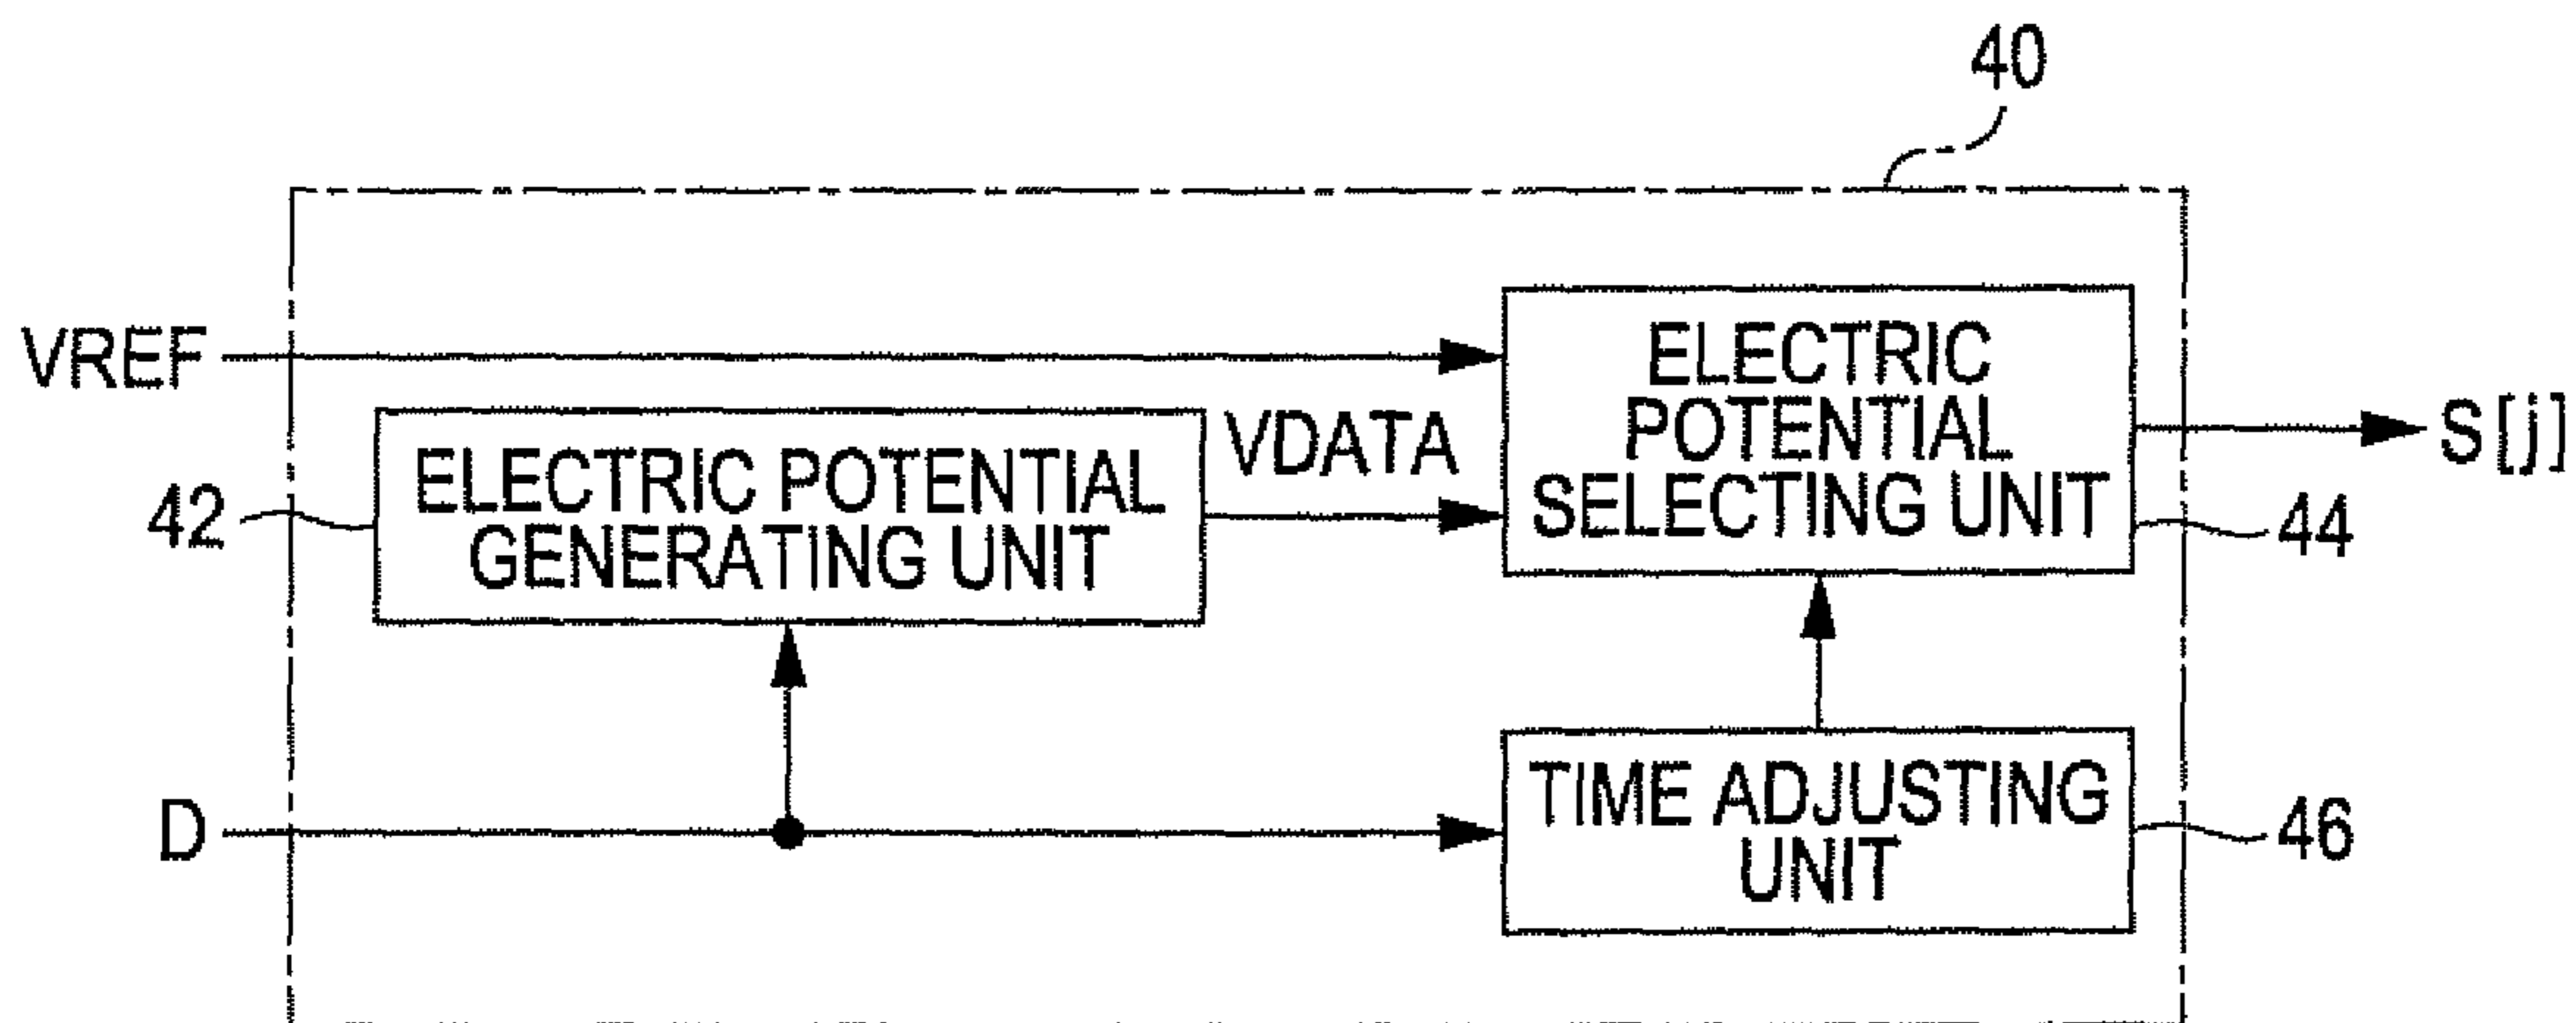 40
VREF
ELECTRIC
POTENTIAL
SELECTING UNIT
S[j]
VDATA
ELECTRIC POTENTIAL
GENERATING UNIT
42
44
D
TIME ADJUSTING
UNIT
46